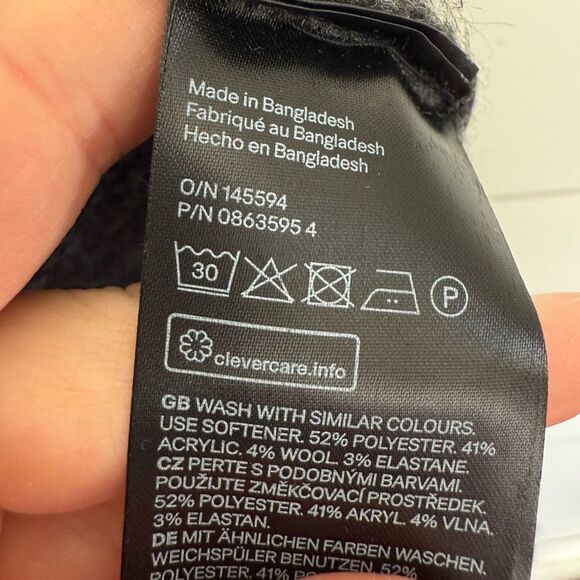 Made in Bangladesh
Fabriqué au Bangladesh
Hecho en Bangladesh
O/N 145594
P/N 0863595 4
30
P
clevercare.info
GB WASH WITH SIMILAR COLOURS.
USE SOFTENER. 52% POLYESTER. 41%
ACRYLIC. 4% WOOL. 3% ELASTANE.
CZ PERTE S PODOBNÝMI BARVAMI.
POUŽIJTE ZMĚKČOVACÍ PROSTŘEDEK.
52% POLYESTER. 41% AKRYL. 4% VLNA.
3% ELASTAN.
DE MIT ÄHNLICHEN FARBEN WASCHEN.
WEICHSPÜLER BENUTZEN. 52%
POLYESTER. 41%